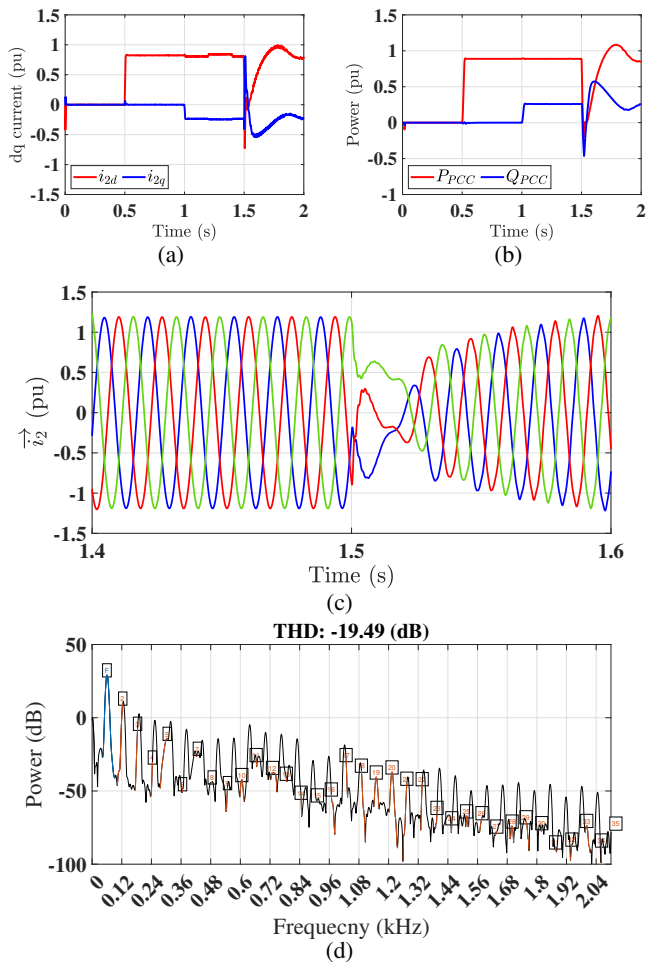 1.5
1
0.5
0
-0.5
-1
-1.5
dq current (pu)
i2d i2q
0 0.5 1 1.5 2
Time (s)
(a)
1.5
1
0.5
0
0.5
-1
Power (pu)
PPCC QPCC
0 0.5 1 1.5 2
Time (s)
(b)
1.5
1
0.5
0
-0.5
-1
-1.5
i2 (pu)
1.4 1.5 1.6
Time (s)
(c)
THD: -19.49 (dB)
50
0
-50
-100
Power (dB)
F
0 0.12 0.24 0.36 0.48 0.6 0.72 0.84 0.96 1.08 1.2 1.32 1.44 1.56 1.68 1.8 1.92 2.04
Frequecny (kHz)
(d)